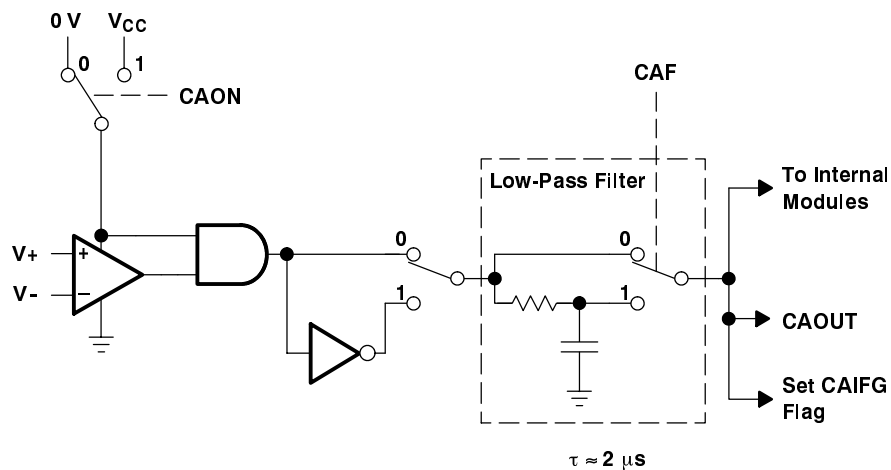 0 V
VCC
0
1
CAON
CAF
Low-Pass Filter
To Internal
Modules
V+
+
V-
−
0
1
0
1
CAOUT
Set CAIFG
Flag
τ ≈ 2 μs